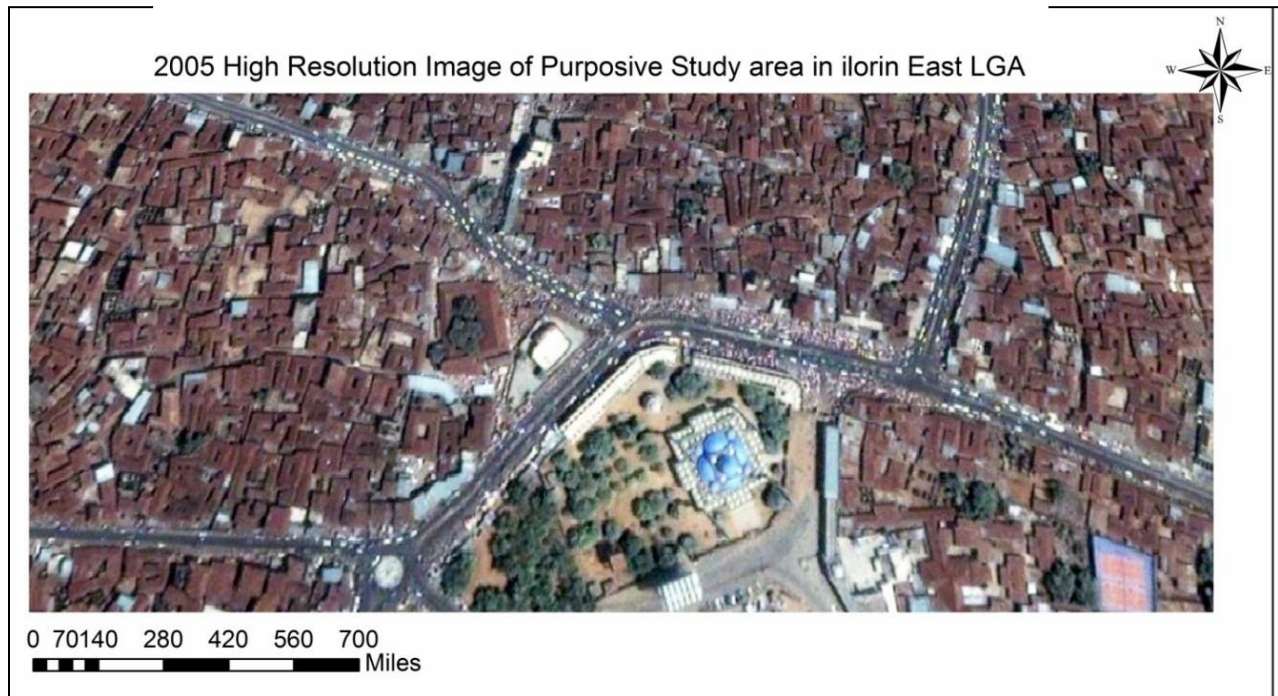 2005 High Resolution Image of Purposive Study area in ilorin East LGA
N
W E
S
0 70140 280 420 560 700
Miles